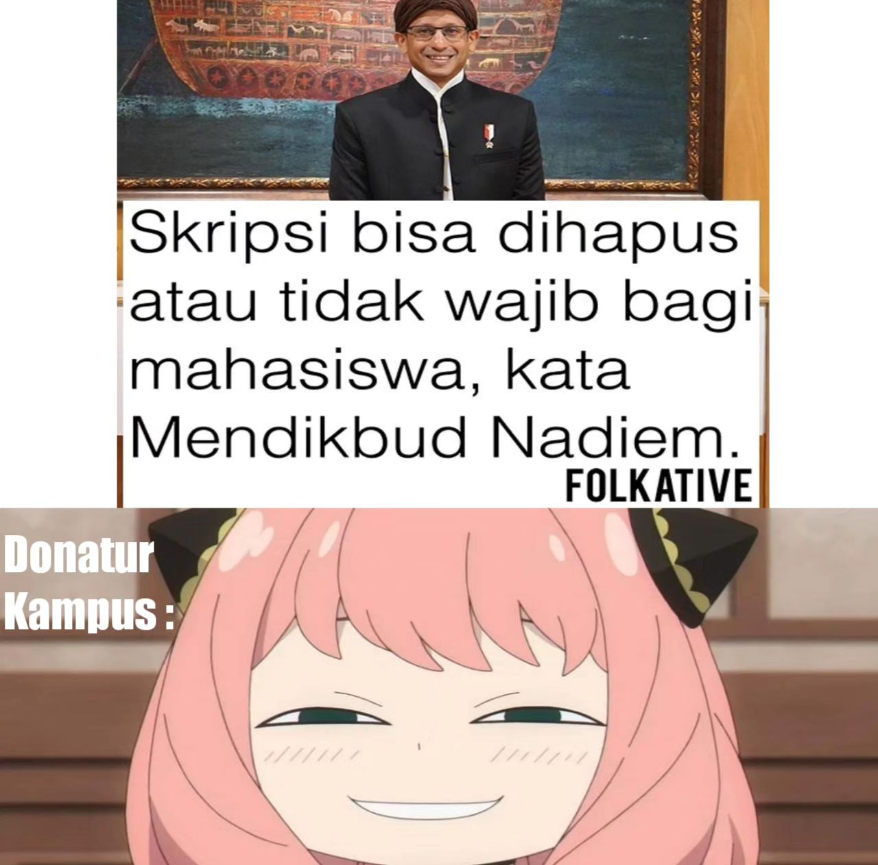 Skripsi bisa dihapus
atau tidak wajib bagi
mahasiswa, kata
Mendikbud Nadiem.
FOLKATIVE
Donatur
Kampus :